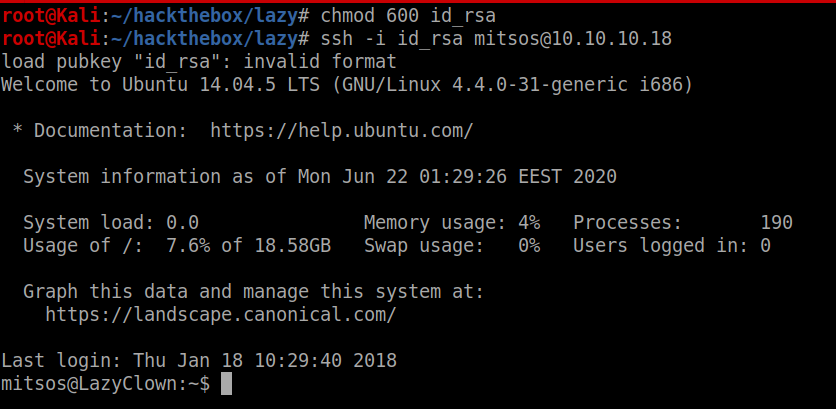 root@Kali:~/hackthebox/lazy# chmod 600 id_rsa
root@Kali:~/hackthebox/lazy# ssh -i id_rsa mitsos@10.10.10.18
load pubkey "id_rsa": invalid format
Welcome to Ubuntu 14.04.5 LTS (GNU/Linux 4.4.0-31-generic i686)
* Documentation:  https://help.ubuntu.com/
System information as of Mon Jun 22 01:29:26 EEST 2020
System load: 0.0               Memory usage: 4%   Processes:       190
Usage of /:  7.6% of 18.58GB   Swap usage:   0%   Users logged in: 0
Graph this data and manage this system at:
https://landscape.canonical.com/
Last login: Thu Jan 18 10:29:40 2018
mitsos@LazyClown:~$